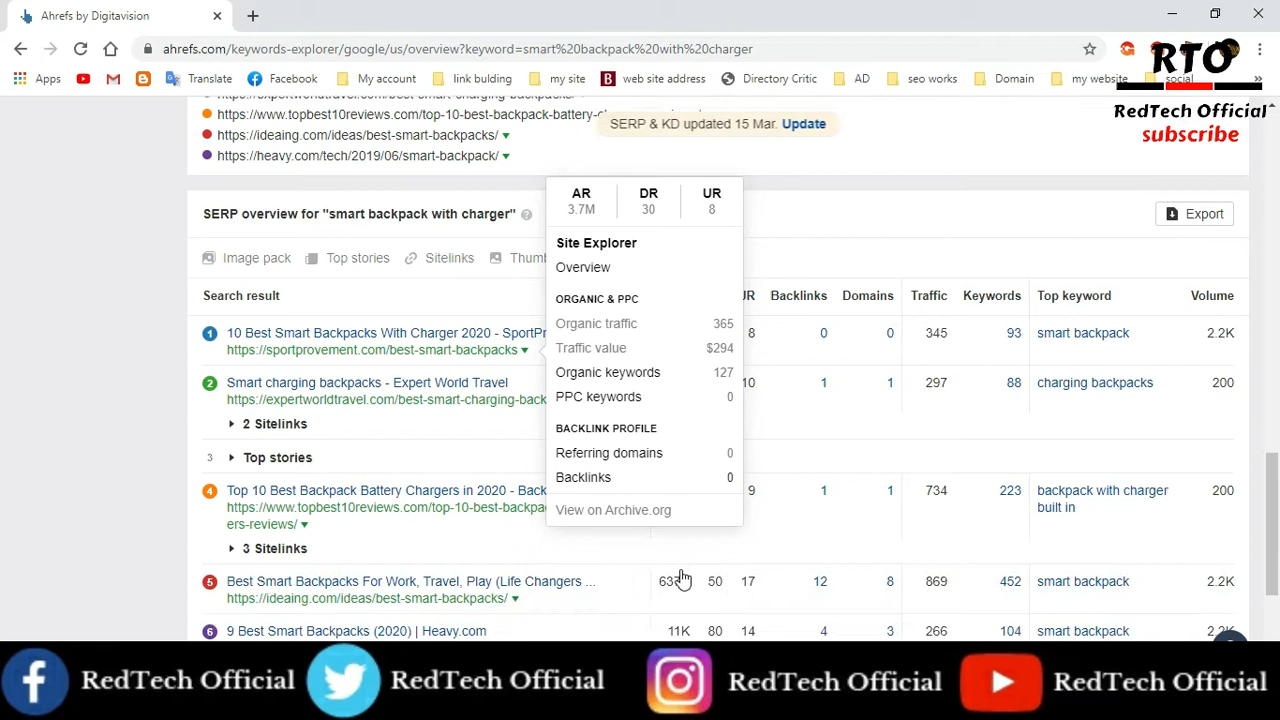 Ahrefs by Digitavision
ahrefs.com/keywords-explorer/google/us/overview?keyword=smart%20backpack%20with%20charger
Apps
Translate
Facebook
My account
link bulding
my site
B
web site address
Directory Critic
AD
seo works
Domain
my website
social
RTO
RedTech Official
subscribe
https://www.topbest10reviews.com/top-10-best-backpack-battery-
SERP & KD updated 15 Mar. Update
https://ideaing.com/ideas/best-smart-backpacks/
https://heavy.com/tech/2019/06/smart-backpack/
SERP overview for "smart backpack with charger"
Export
Image pack
Top stories
Sitelinks
Thumb
AR DR UR
3.7M 30 8
Site Explorer
Overview
ORGANIC & PPC
Organic traffic 365
Traffic value $294
Organic keywords 127
PPC keywords 0
BACKLINK PROFILE
Referring domains 0
Backlinks 0
View on Archive.org
Search result Backlinks Domains Traffic Keywords Top keyword Volume
1 10 Best Smart Backpacks With Charger 2020 - SportPr 8 0 0 345 93 smart backpack 2.2K
https://sportprovement.com/best-smart-backpacks
2 Smart charging backpacks - Expert World Travel 10 1 1 297 88 charging backpacks 200
https://expertworldtravel.com/best-smart-charging-back
2 Sitelinks
3 Top stories
4 Top 10 Best Backpack Battery Chargers in 2020 - Back 9 1 1 734 223 backpack with charger 200
https://www.topbest10reviews.com/top-10-best-backpac built in
ers-reviews/
3 Sitelinks
5 Best Smart Backpacks For Work, Travel, Play (Life Changers ... 50 17 12 8 869 452 smart backpack 2.2K
https://ideaing.com/ideas/best-smart-backpacks/
6 9 Best Smart Backpacks (2020) | Heavy.com 11K 80 14 4 3 266 104 smart backpack 2.2K
RedTech Official
RedTech Official
RedTech Official
RedTech Official